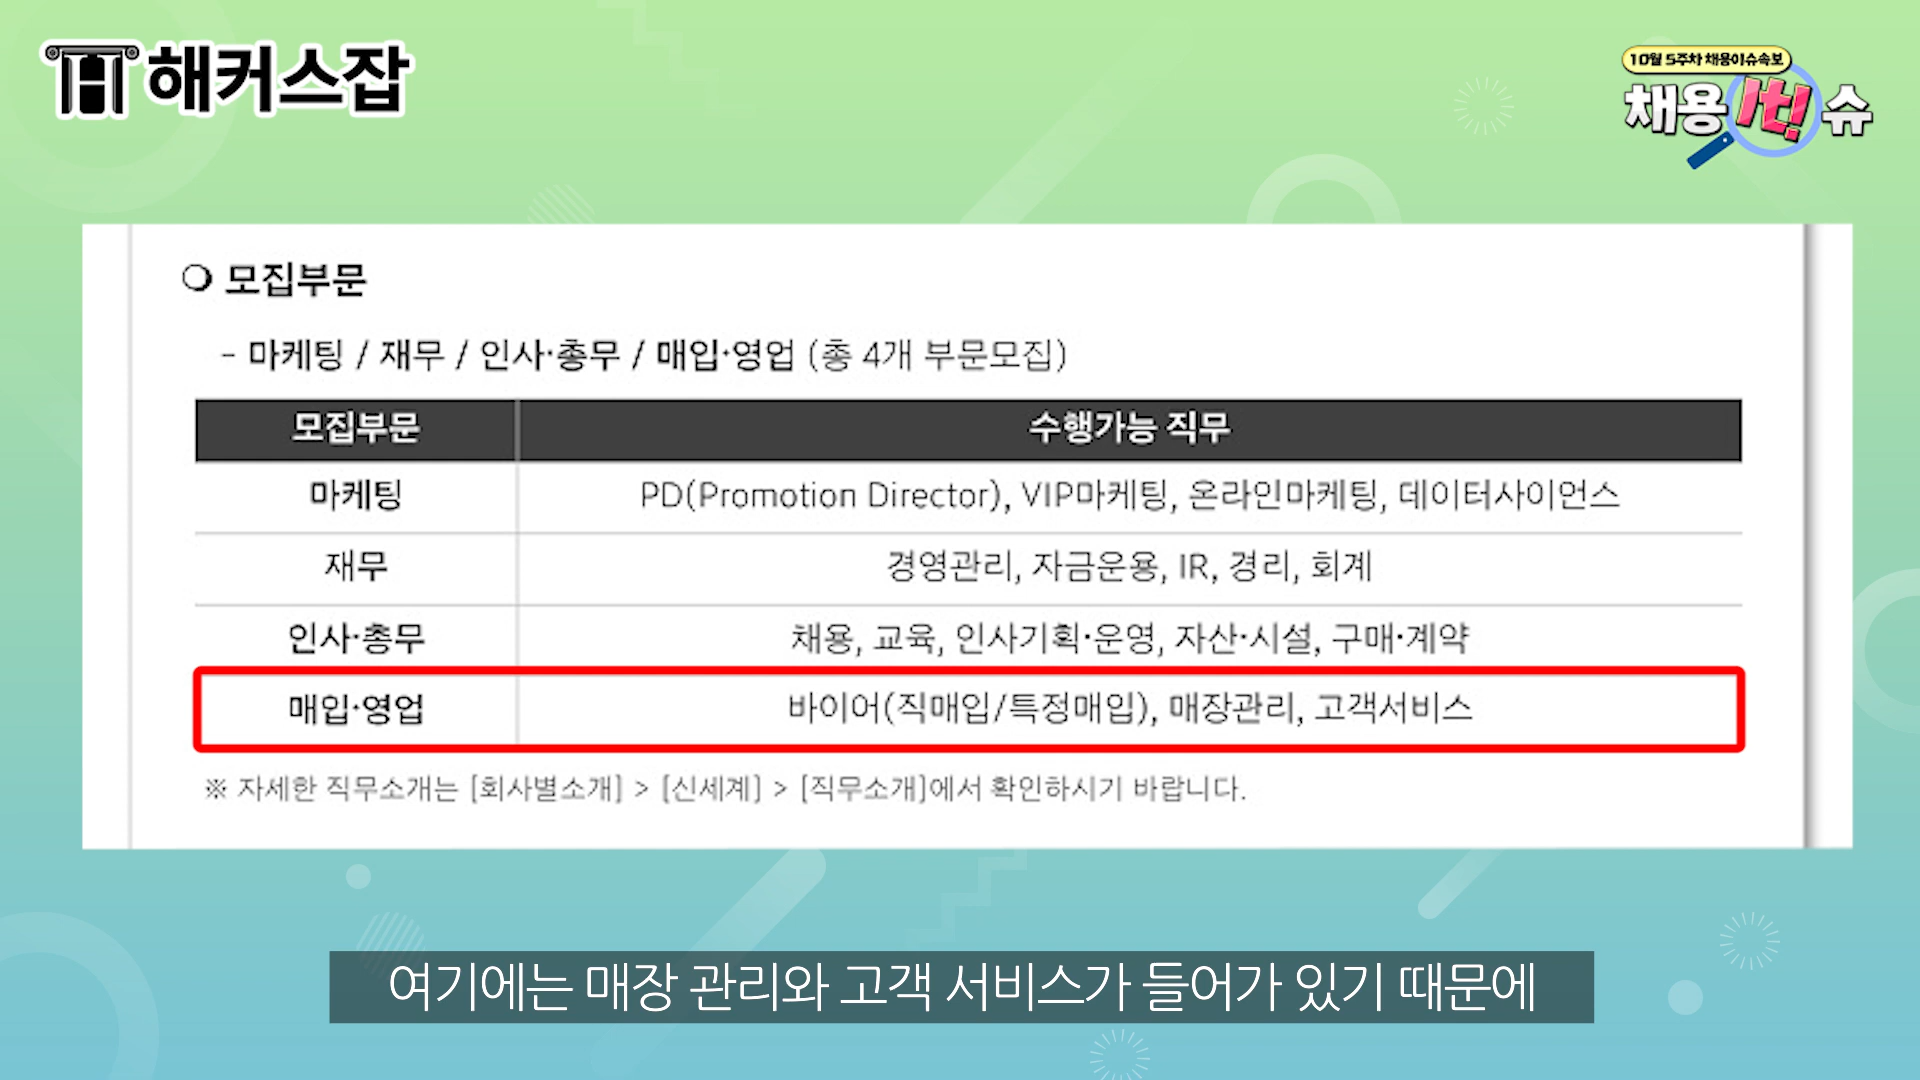 해커스잡
10월 5주차 채용이슈속보
채용 잇! 슈
모집부문
- 마케팅 / 재무 / 인사·총무 / 매입·영업 (총 4개 부문모집)
모집부문 수행가능 직무
마케팅 PD(Promotion Director), VIP마케팅, 온라인마케팅, 데이터사이언스
재무 경영관리, 자금운용, IR, 경리, 회계
인사·총무 채용, 교육, 인사기획·운영, 자산·시설, 구매·계약
매입·영업 바이어(직매입/특정매입), 매장관리, 고객서비스
※ 자세한 직무소개는 [회사별소개] > [신세계] > [직무소개]에서 확인하시기 바랍니다.
여기에는 매장 관리와 고객 서비스가 들어가 있기 때문에